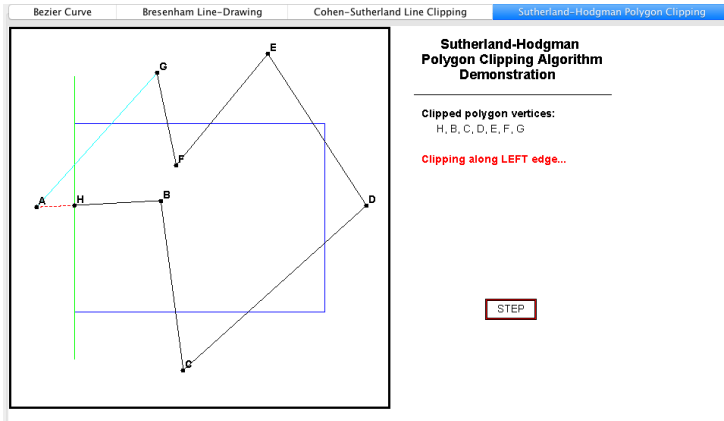 Bezier Curve
Bresenham Line-Drawing
Cohen-Sutherland Line Clipping
Sutherland-Hodgman Polygon Clipping
Sutherland-Hodgman
Polygon Clipping Algorithm
Demonstration
Clipped polygon vertices:
H, B, C, D, E, F, G
Clipping along LEFT edge...
STEP
E
G
F
B
A
H
D
C